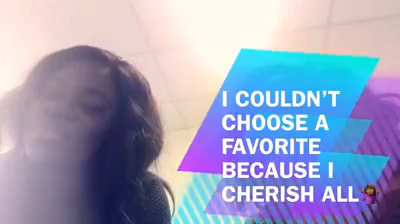 I COULDN'T
CHOOSE A
FAVORITE
BECAUSE I
CHERISH ALL🤷🏾‍♀️